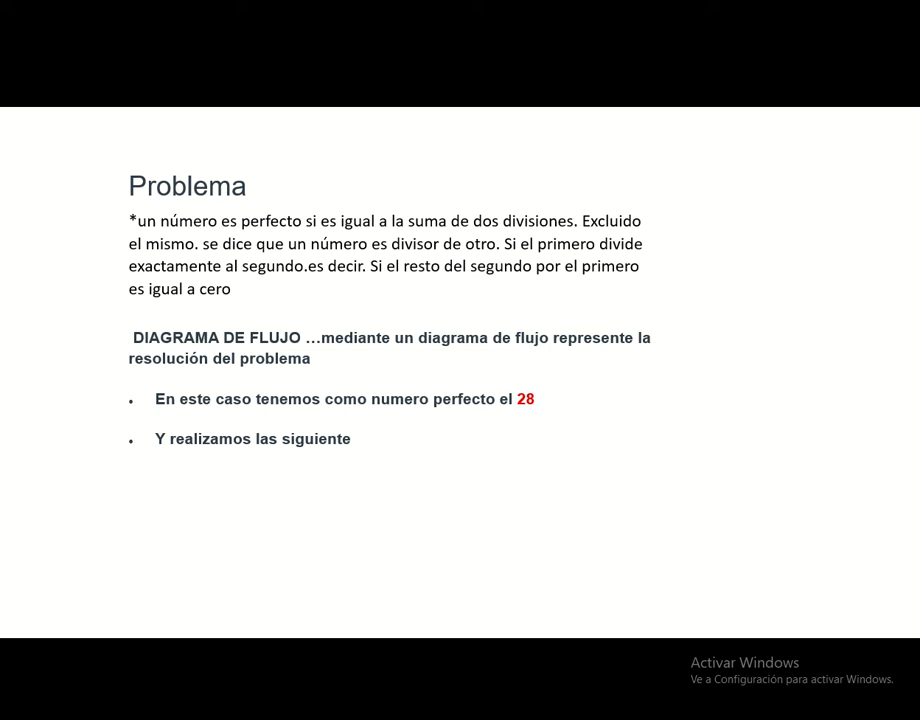 Problema
*un número es perfecto si es igual a la suma de dos divisiones. Excluido
el mismo. se dice que un número es divisor de otro. Si el primero divide
exactamente al segundo.es decir. Si el resto del segundo por el primero
es igual a cero
DIAGRAMA DE FLUJO …mediante un diagrama de flujo represente la
resolución del problema
• En este caso tenemos como numero perfecto el 28
• Y realizamos las siguiente
Activar Windows
Ve a Configuración para activar Windows.